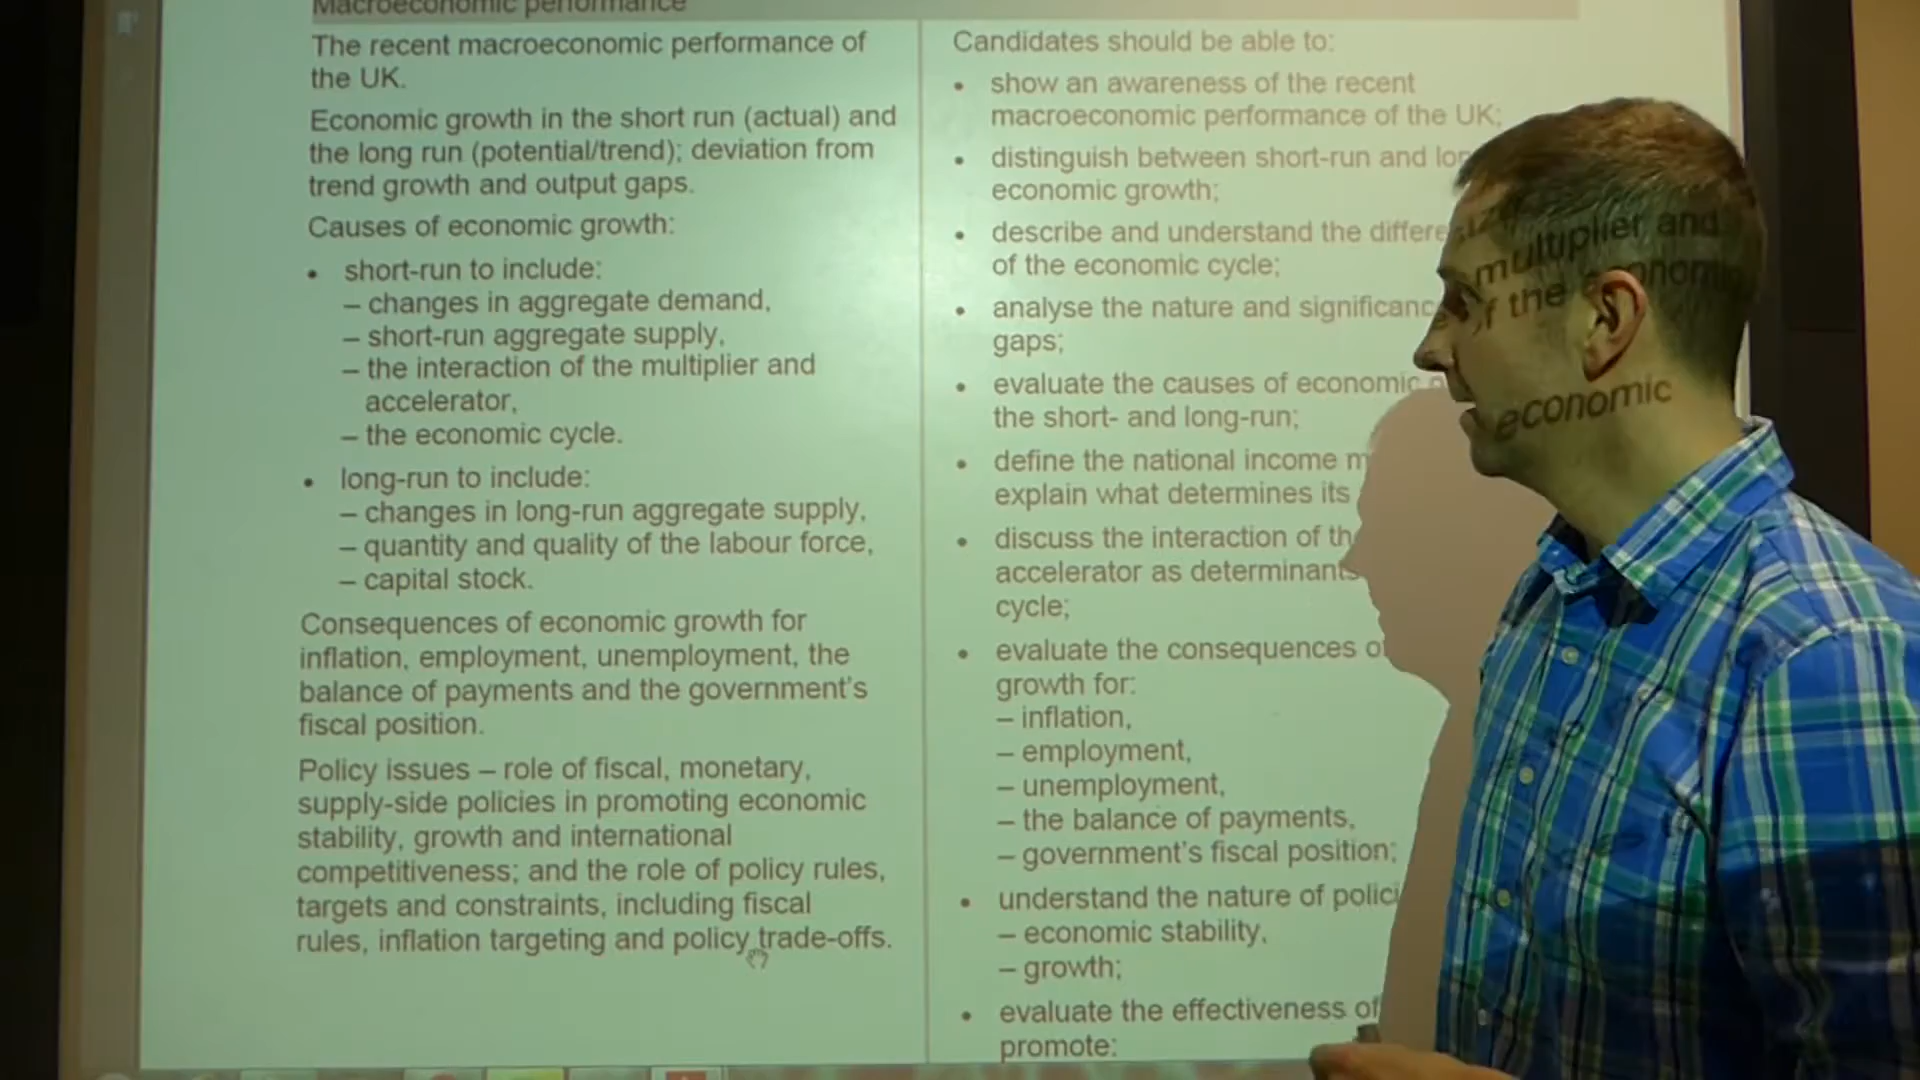 Macroeconomic performance
The recent macroeconomic performance of
the UK.
Economic growth in the short run (actual) and
the long run (potential/trend); deviation from
trend growth and output gaps.
Causes of economic growth:
• short-run to include:
– changes in aggregate demand,
– short-run aggregate supply,
– the interaction of the multiplier and
accelerator,
– the economic cycle.
• long-run to include:
– changes in long-run aggregate supply,
– quantity and quality of the labour force,
– capital stock.
Consequences of economic growth for
inflation, employment, unemployment, the
balance of payments and the government's
fiscal position.
Policy issues – role of fiscal, monetary,
supply-side policies in promoting economic
stability, growth and international
competitiveness; and the role of policy rules,
targets and constraints, including fiscal
rules, inflation targeting and policy trade-offs.
Candidates should be able to:
• show an awareness of the recent
macroeconomic performance of the UK;
• distinguish between short-run and
economic growth;
• describe and understand the
of the economic cycle;
• analyse the nature and
gaps;
• evaluate the causes of economic
the short- and long-run;
• define the national income
explain what determines its
• discuss the interaction of
multiplier and
accelerator as
of the
cycle;
• evaluate the consequences
economic
growth for:
– inflation,
– employment,
– unemployment,
– the balance of payments,
– government's fiscal position;
• understand the nature of
– economic stability,
– growth;
• evaluate the effectiveness of
promote: